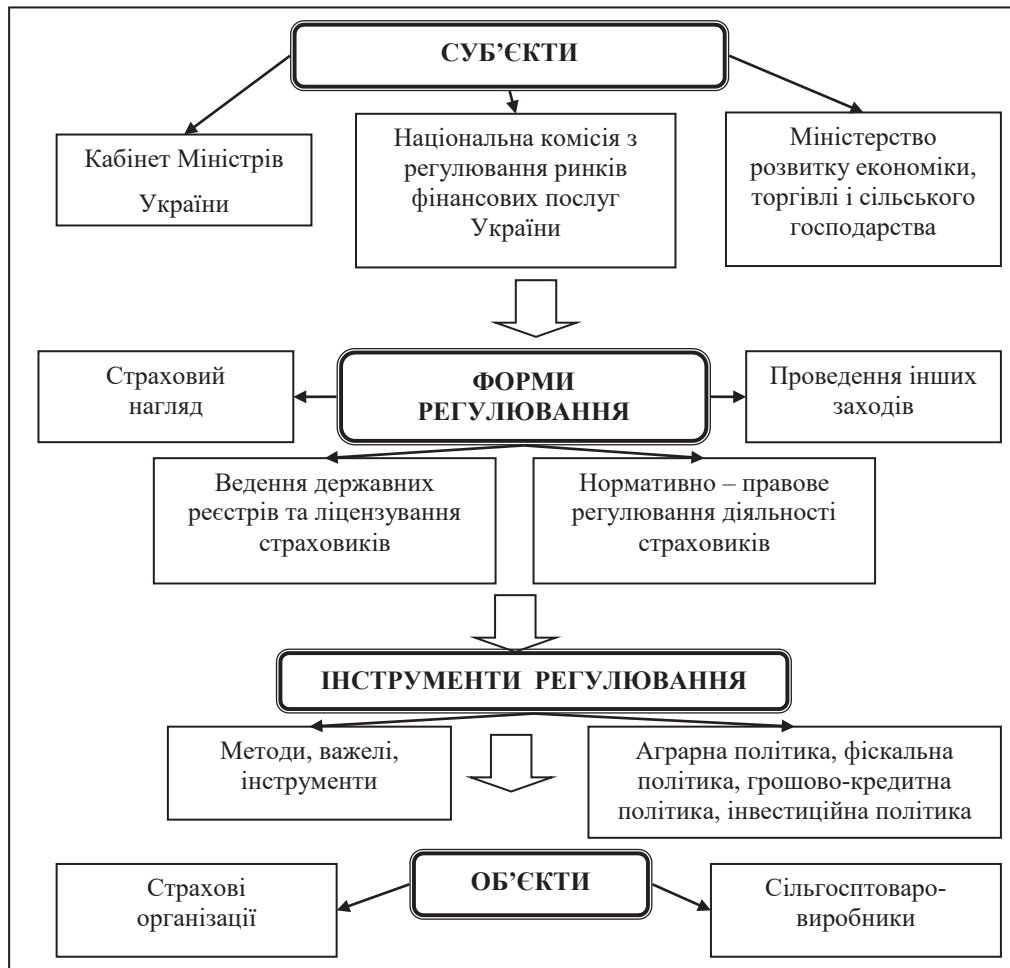 СУБ’ЄКТИ
Кабінет Міністрів
України
Національна комісія з
регулювання ринків
фінансових послуг
України
Міністерство
розвитку економіки,
торгівлі і сільського
господарства
Страховий
нагляд
ФОРМИ
РЕГУЛЮВАННЯ
Проведення інших
заходів
Ведення державних
реєстрів та ліцензування
страховиків
Нормативно – правове
регулювання діяльності
страховиків
ІНСТРУМЕНТИ РЕГУЛЮВАННЯ
Методи, важелі,
інструменти
Аграрна політика, фіскальна
політика, грошово-кредитна
політика, інвестиційна політика
ОБ’ЄКТИ
Страхові
організації
Сільгосптоваро-
виробники